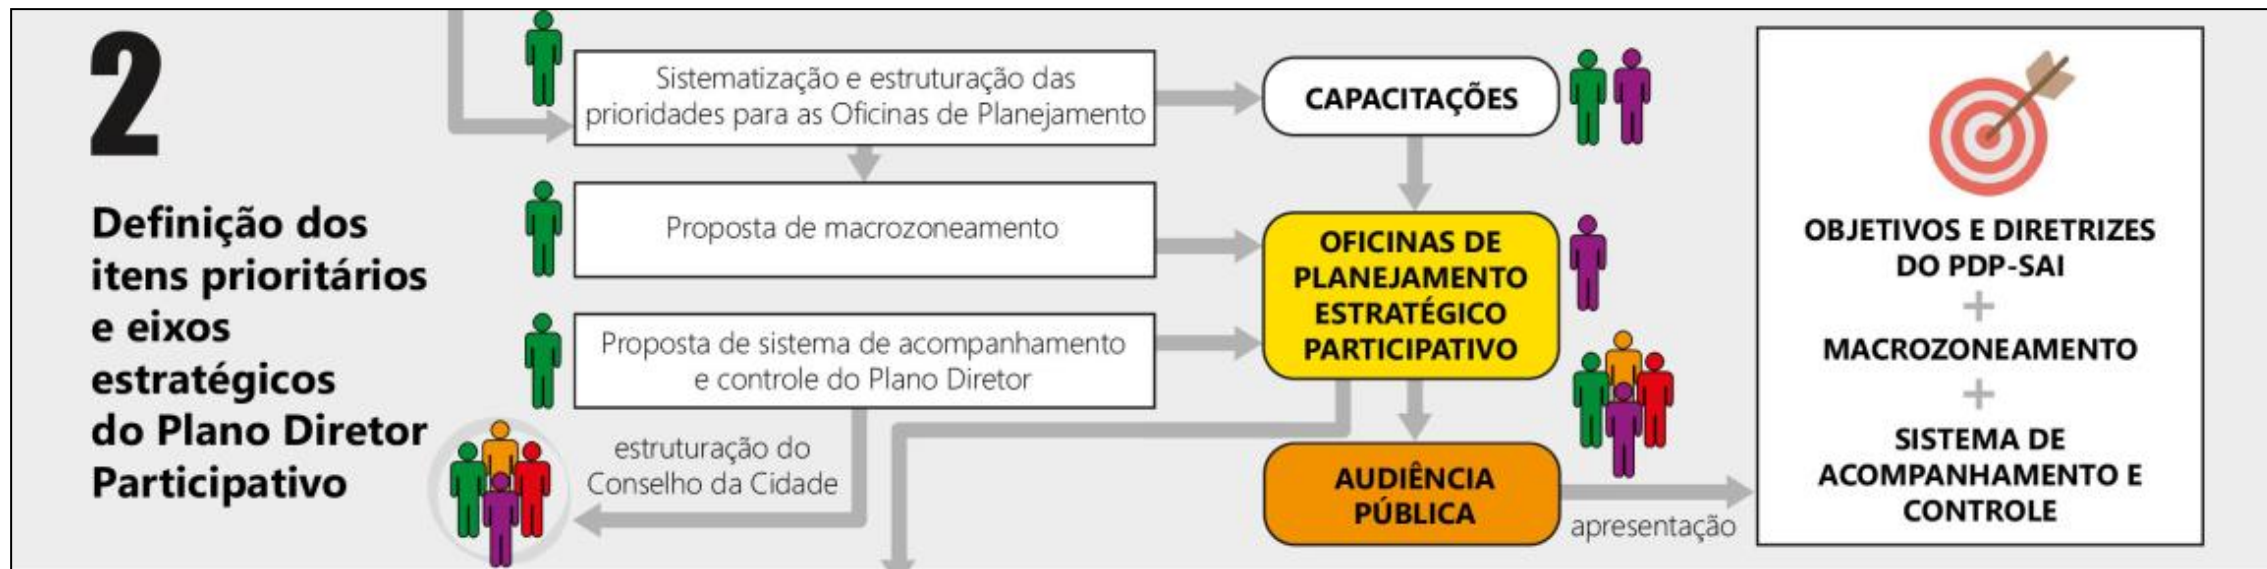 2
Definição dos
itens prioritários
e eixos
estratégicos
do Plano Diretor
Participativo
Sistematização e estruturação das
prioridades para as Oficinas de Planejamento
CAPACITAÇÕES
Proposta de macrozoneamento
OFICINAS DE
PLANEJAMENTO
ESTRATÉGICO
PARTICIPATIVO
Proposta de sistema de acompanhamento
e controle do Plano Diretor
estruturação do
Conselho da Cidade
AUDIÊNCIA
PÚBLICA
apresentação
OBJETIVOS E DIRETRIZES
DO PDP-SAI
+
MACROZONEAMENTO
+
SISTEMA DE
ACOMPANHAMENTO E
CONTROLE